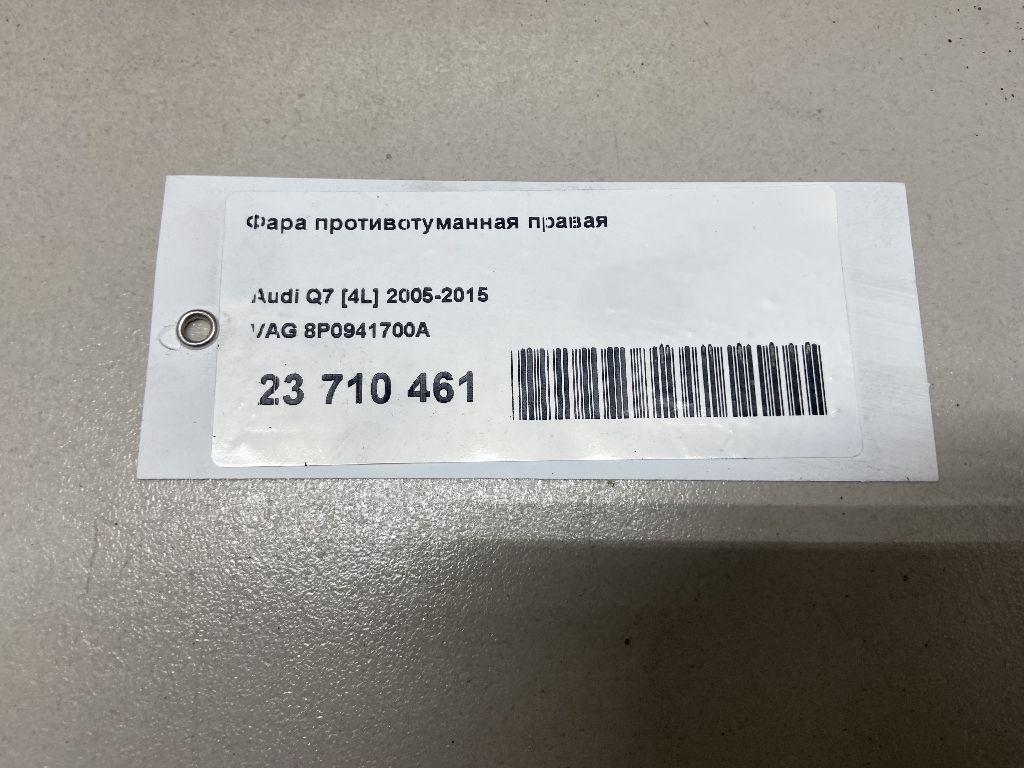 Фара противотуманная правая
Audi Q7 [4L] 2005-2015
VAG 8P0941700A
23 710 461